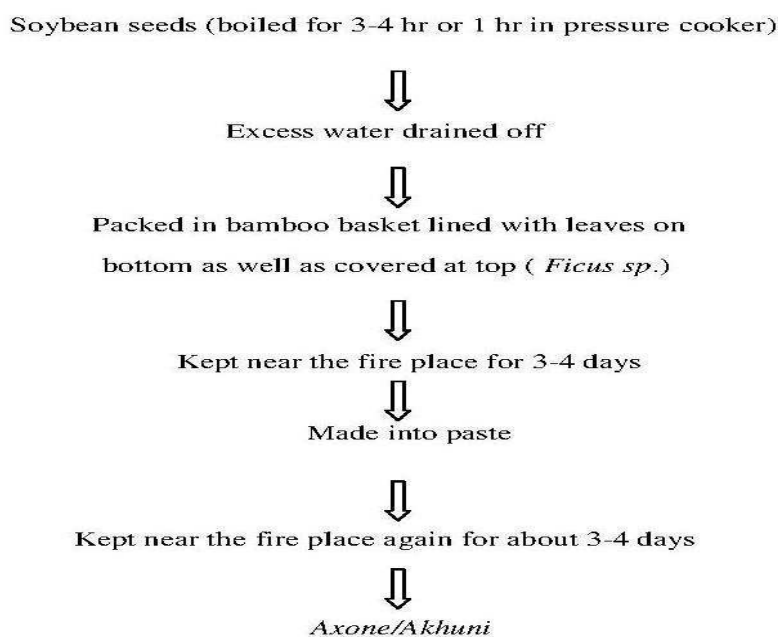 Soybean seeds (boiled for 3-4 hr or 1 hr in pressure cooker)
Excess water drained off
Packed in bamboo basket lined with leaves on
bottom as well as covered at top ( Ficus sp.)
Kept near the fire place for 3-4 days
Made into paste
Kept near the fire place again for about 3-4 days
Axone/Akhuni